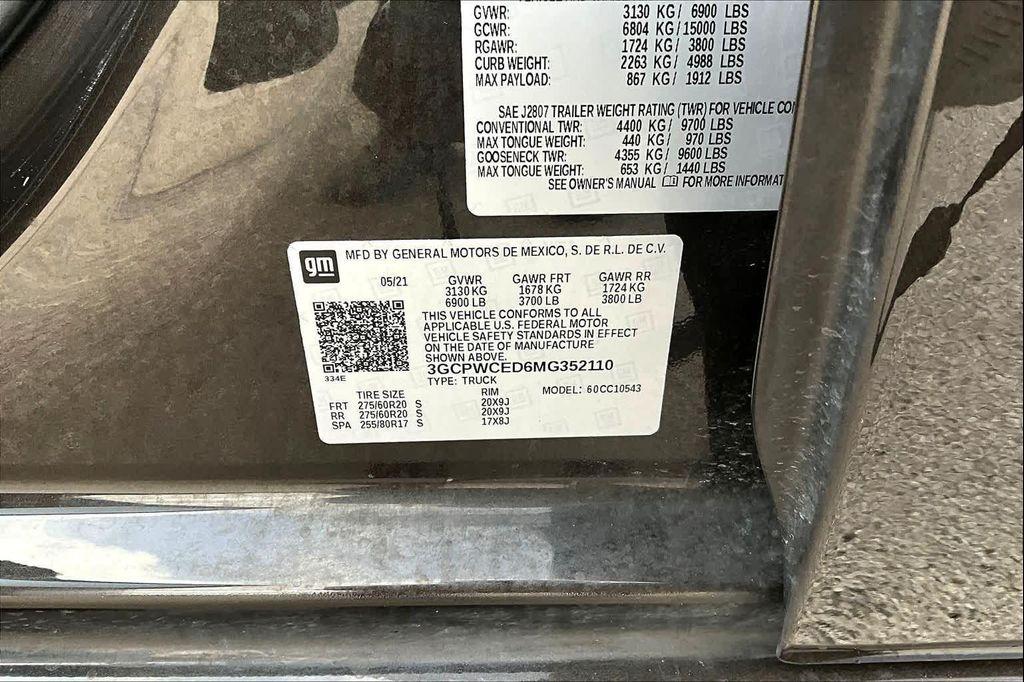 GVWR: 3130 KG / 6900 LBS
GCWR: 6804 KG / 15000 LBS
RGAWR: 1724 KG / 3800 LBS
CURB WEIGHT: 2263 KG / 4988 LBS
MAX PAYLOAD: 867 KG / 1912 LBS
SAE J2807 TRAILER WEIGHT RATING (TWR) FOR VEHICLE
CONVENTIONAL TWR: 4400 KG / 9700 LBS
MAX TONGUE WEIGHT: 440 KG / 970 LBS
GOOSENECK TWR: 4355 KG / 9600 LBS
MAX TONGUE WEIGHT: 653 KG / 1440 LBS
SEE OWNER'S MANUAL FOR MORE INFORMAT
gm MFD BY GENERAL MOTORS DE MEXICO, S. DE R.L. DE C.V.
05/21 GVWR GAWR FRT GAWR RR
3130 KG 1678 KG 1724 KG
6900 LB 3700 LB 3800 LB
THIS VEHICLE CONFORMS TO ALL
APPLICABLE U.S. FEDERAL MOTOR
VEHICLE SAFETY STANDARDS IN EFFECT
ON THE DATE OF MANUFACTURE
SHOWN ABOVE.
3GCPWCED6MG352110
334E
TYPE: TRUCK
MODEL: 60CC10543
TIRE SIZE RIM
FRT 275/60R20 S 20X9J
RR 275/60R20 S 20X9J
SPA 255/80R17 S 17X8J